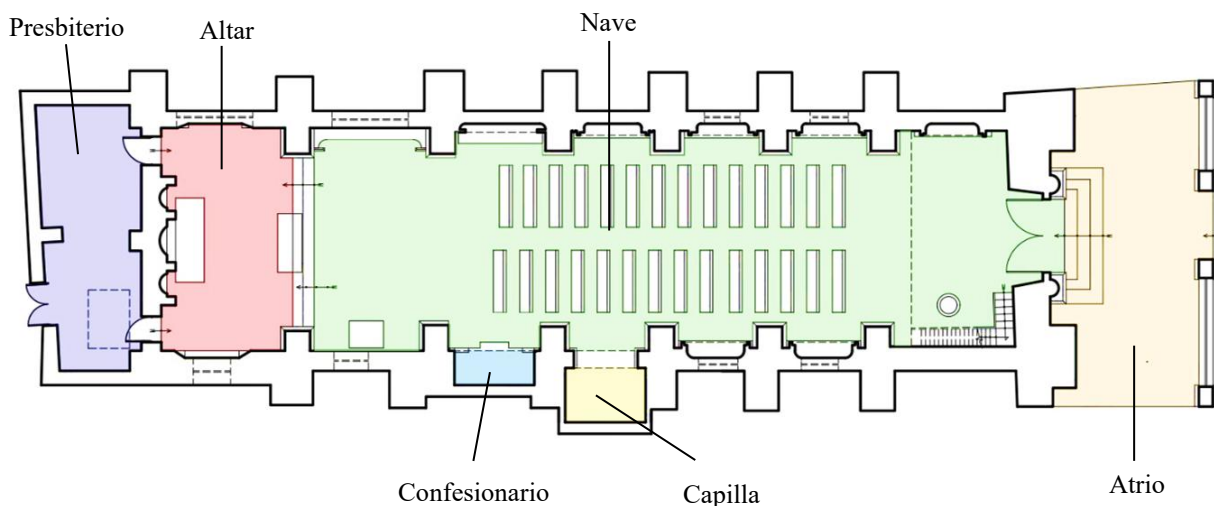 Presbiterio
Altar
Nave
Confesionario
Capilla
Atrio